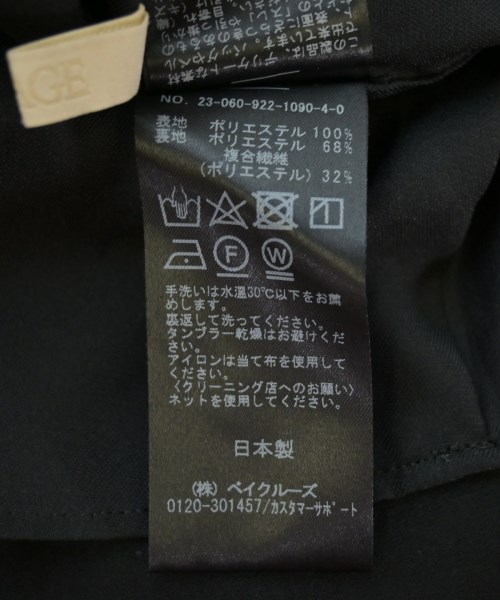 AGE
NO. 23-060-922-1090-4-0
表地 ポリエステル 100%
裏地 ポリエステル 68%
複合繊維
(ポリエステル) 32%
F W
手洗いは水温30℃以下をお薦
めします。
裏返して洗ってください。
タンブラー乾燥はお避けくだ
さい。
アイロンは当て布を使用して
ください。
〈クリーニング店へのお願い〉
ネットを使用してください。
日本製
(株) ベイクルーズ
0120-301457/カスタマーサポート